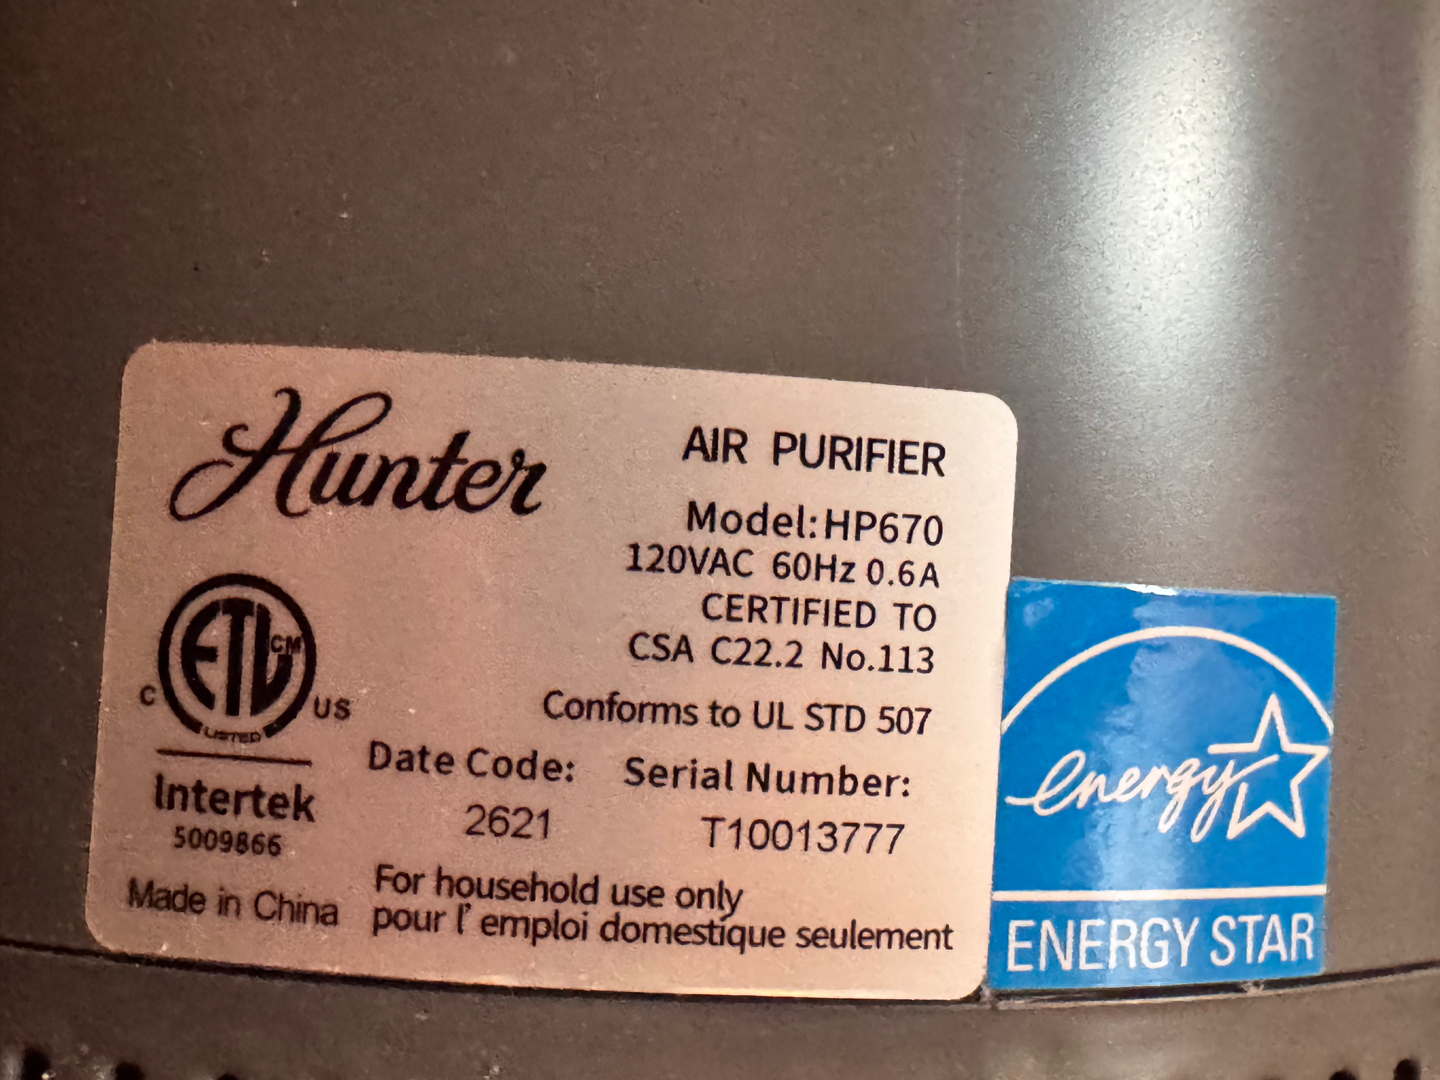 Hunter
AIR PURIFIER
Model:HP670
120VAC 60Hz 0.6A
CERTIFIED TO
CSA C22.2 No.113
Conforms to UL STD 507
ETL CM
C US
LISTED
Intertek
5009866
Date Code: Serial Number:
2621 T10013777
Made in China
For household use only
pour l' emploi domestique seulement
energy
ENERGY STAR